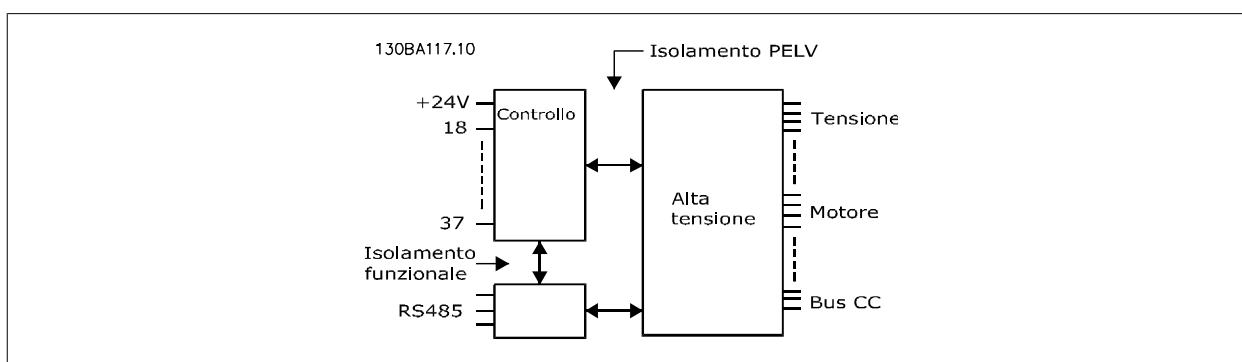 130BA117.10
Isolamento PELV
+24V
Controllo
18
Tensione
Alta
tensione
37
Motore
Isolamento
funzionale
RS485
Bus CC